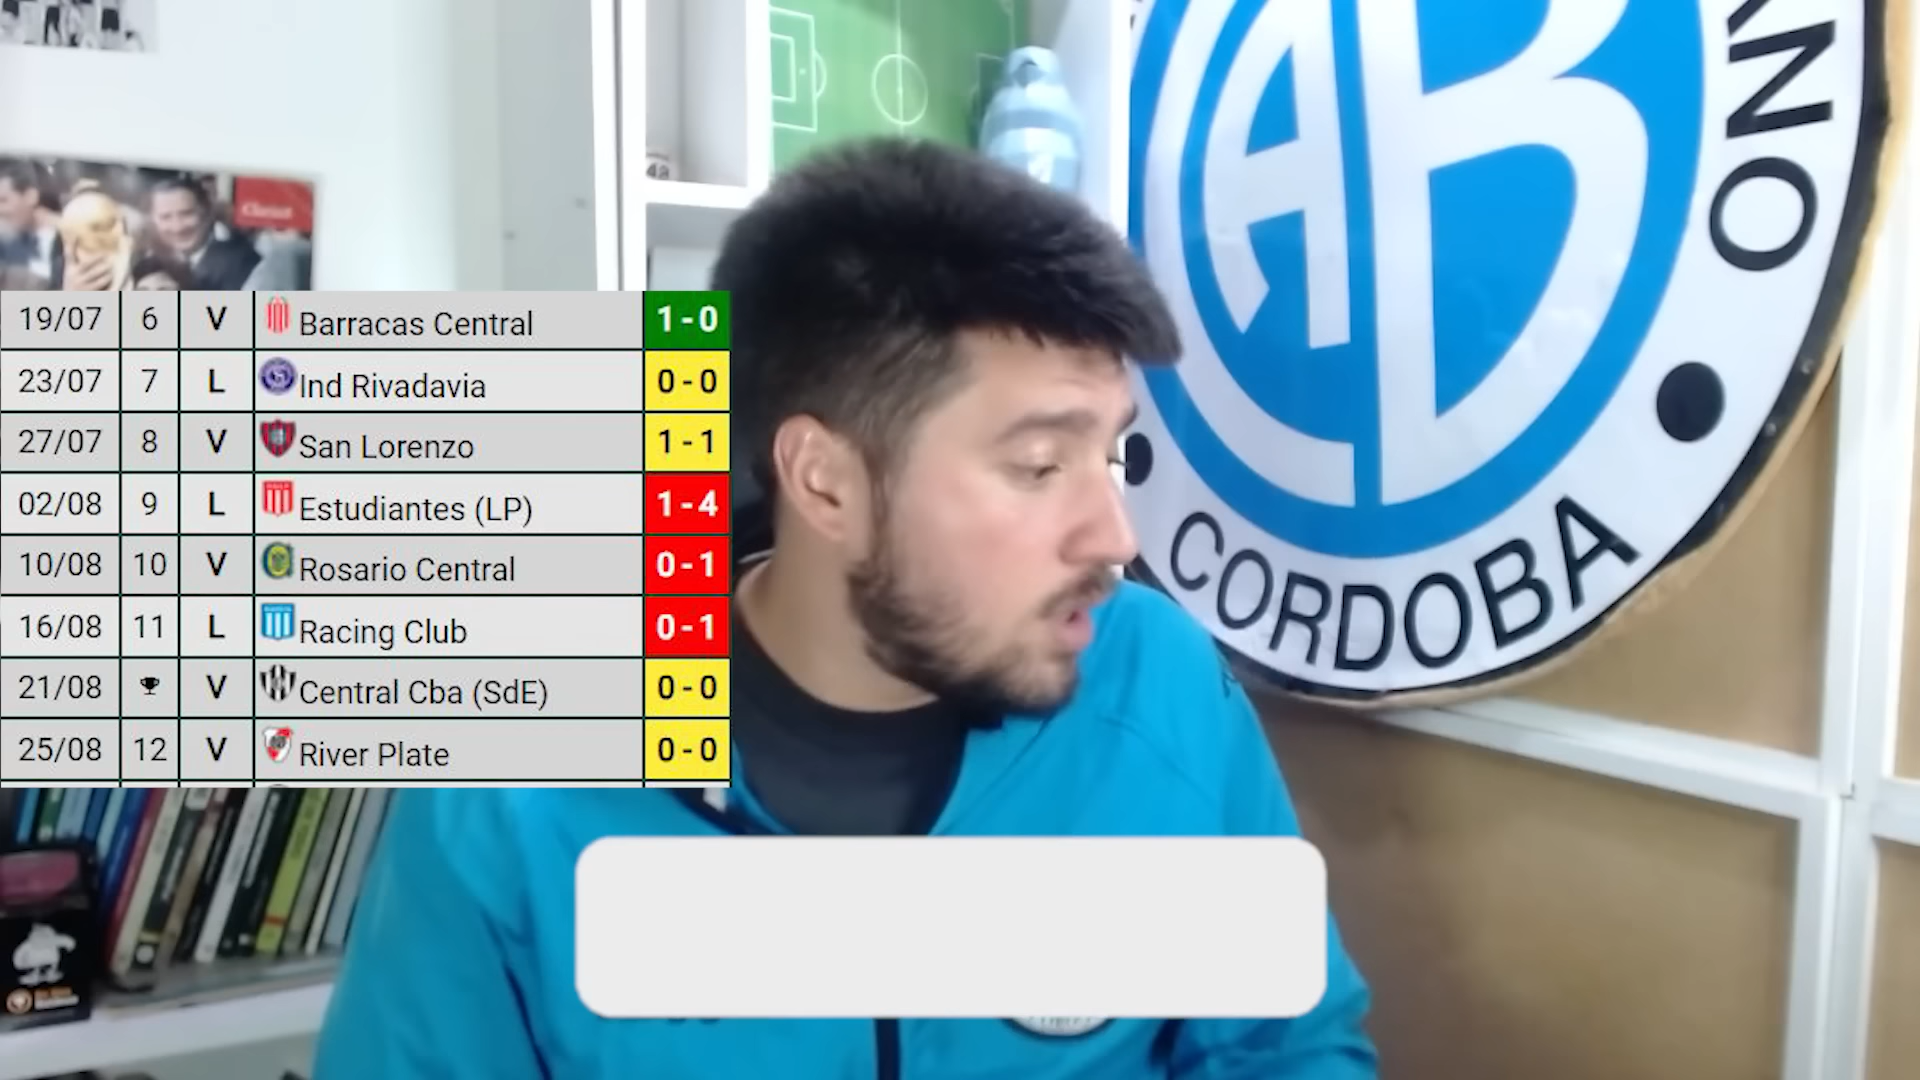 Clarín
19/07 6 V Barracas Central 1-0
23/07 7 L Ind Rivadavia 0-0
27/07 8 V San Lorenzo 1-1
02/08 9 L Estudiantes (LP) 1-4
10/08 10 V Rosario Central 0-1
16/08 11 L Racing Club 0-1
21/08 V Central Cba (SdE) 0-0
25/08 12 V River Plate 0-0
CAB
NO
CORDOBA